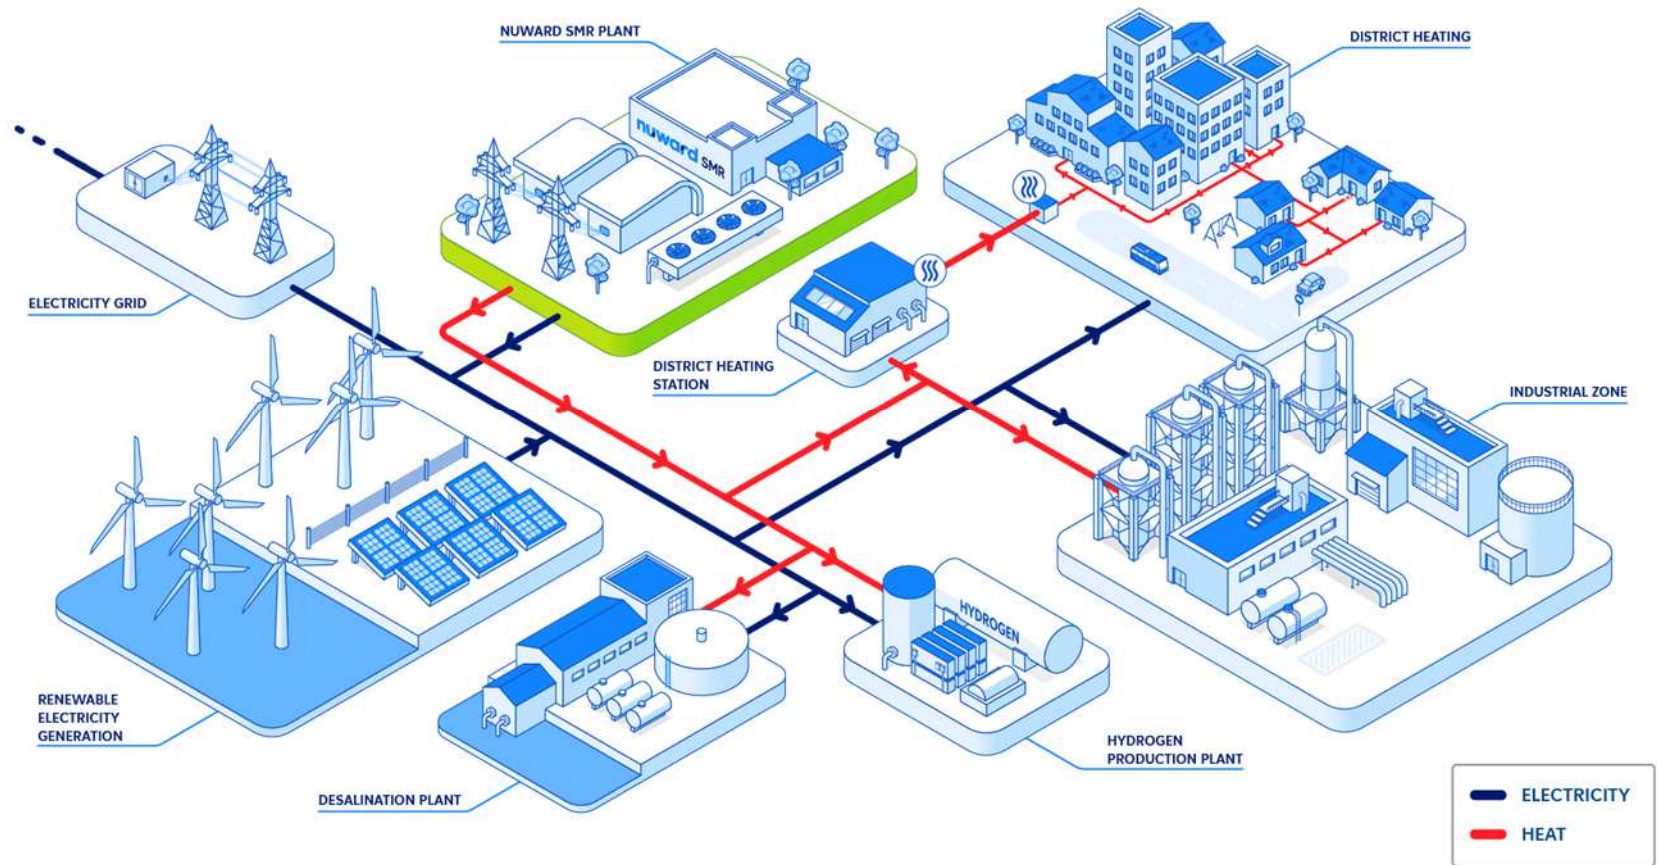 NUWARD SMR PLANT
DISTRICT HEATING
nuward SMR
ELECTRICITY GRID
DISTRICT HEATING
STATION
INDUSTRIAL ZONE
HYDROGEN
RENEWABLE
ELECTRICITY
GENERATION
HYDROGEN
PRODUCTION PLANT
DESALINATION PLANT
ELECTRICITY
HEAT